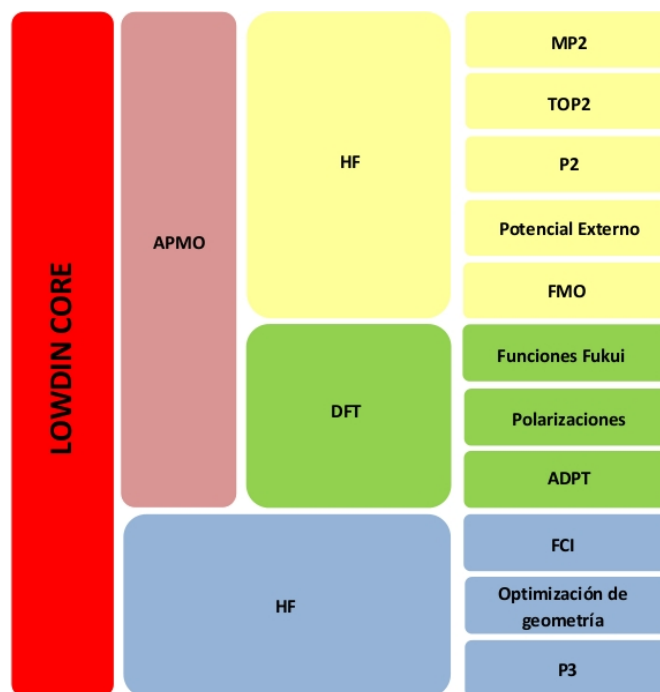 LOWDIN CORE
APMO
HF
MP2
TOP2
P2
Potencial Externo
FMO
DFT
Funciones Fukui
Polarizaciones
ADPT
HF
FCI
Optimización de
geometría
P3